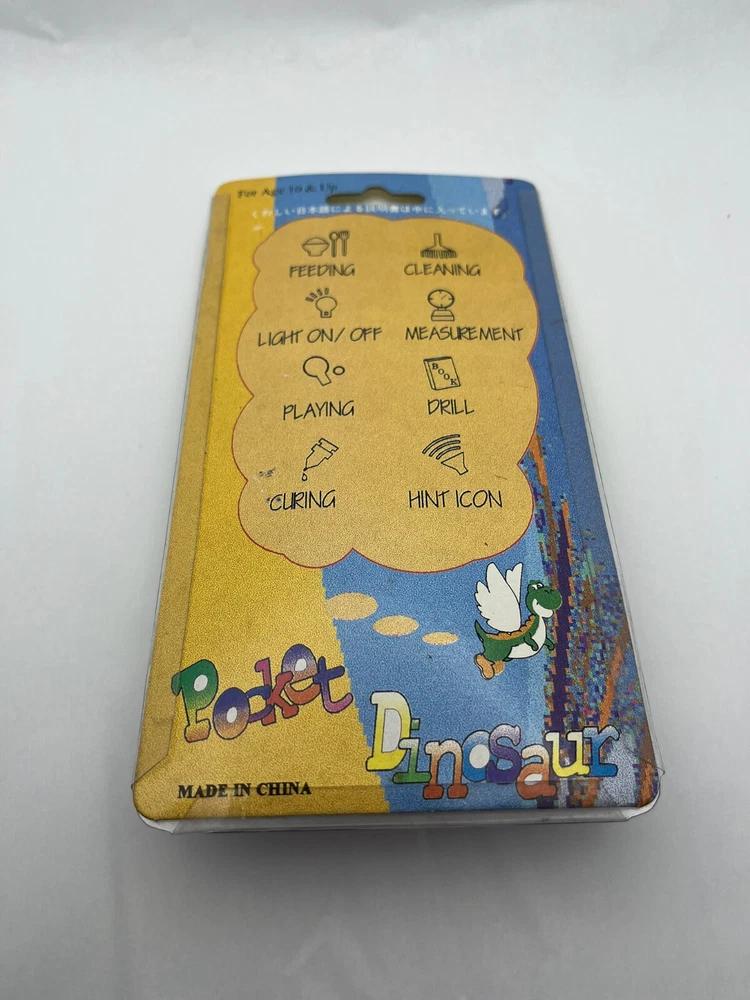 For Age 10 & Up
くわしい日本語による説明書は中に入っています
FEEDING
CLEANING
LIGHT ON/ OFF
MEASUREMENT
PLAYING
BOOK
DRILL
CURING
HINT ICON
Pocket
Dinosaur
MADE IN CHINA